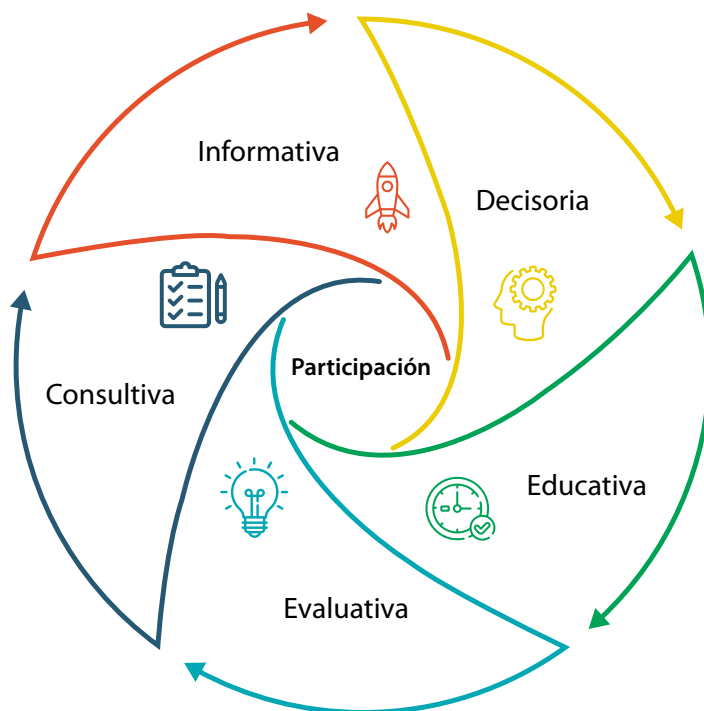 Informativa
Decisoria
Participación
Consultiva
Educativa
Evaluativa